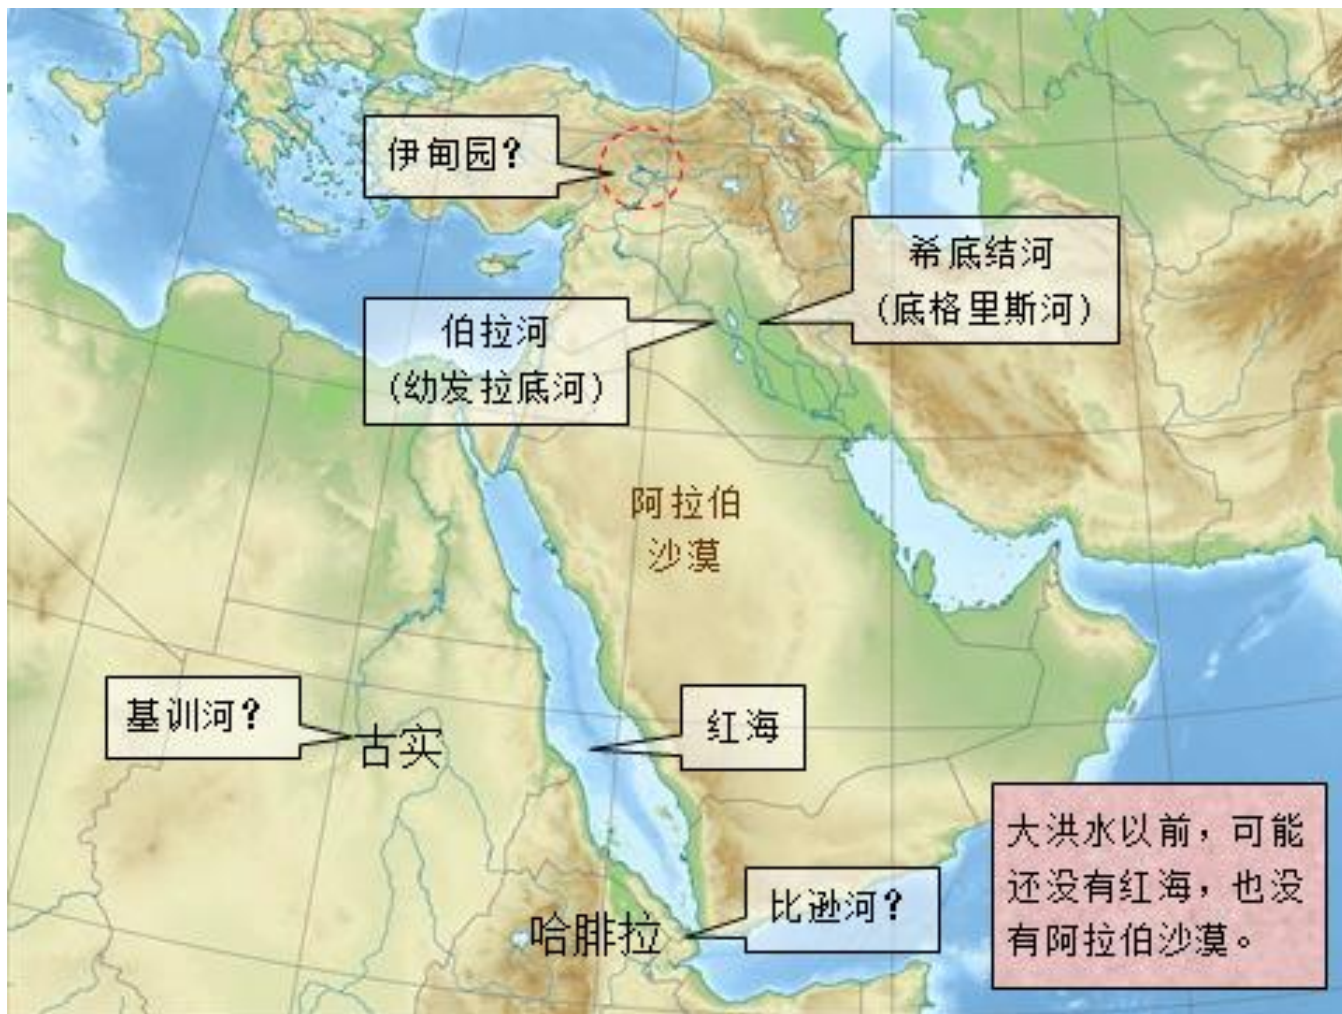 伊甸园?
希底结河
(底格里斯河)
伯拉河
(幼发拉底河)
阿拉伯
沙漠
基训河?
古实
红海
大洪水以前，可能
还没有红海，也没
有阿拉伯沙漠。
比逊河?
哈腓拉